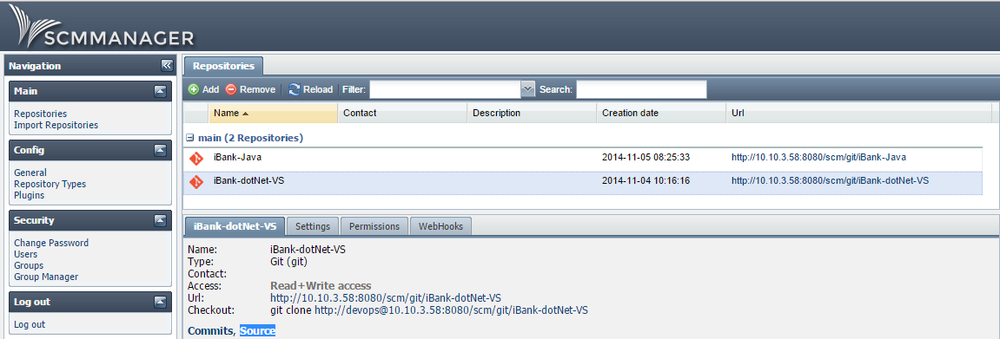 SCMMANAGER
Navigation
Main
Repositories
Import Repositories
Config
General
Repository Types
Plugins
Security
Change Password
Users
Groups
Group Manager
Log out
Log out
Repositories
Add Remove Reload Filter: Search:
Name Contact Description Creation date Url
main (2 Repositories)
iBank-Java 2014-11-05 08:25:33 http://10.10.3.58:8080/scm/git/iBank-Java
iBank-dotNet-VS 2014-11-04 10:16:16 http://10.10.3.58:8080/scm/git/iBank-dotNet-VS
iBank-dotNet-VS Settings Permissions WebHooks
Name: iBank-dotNet-VS
Type: Git (git)
Contact:
Access: Read+Write access
Url: http://10.10.3.58:8080/scm/git/iBank-dotNet-VS
Checkout: git clone http://devops@10.10.3.58:8080/scm/git/iBank-dotNet-VS
Commits, Source